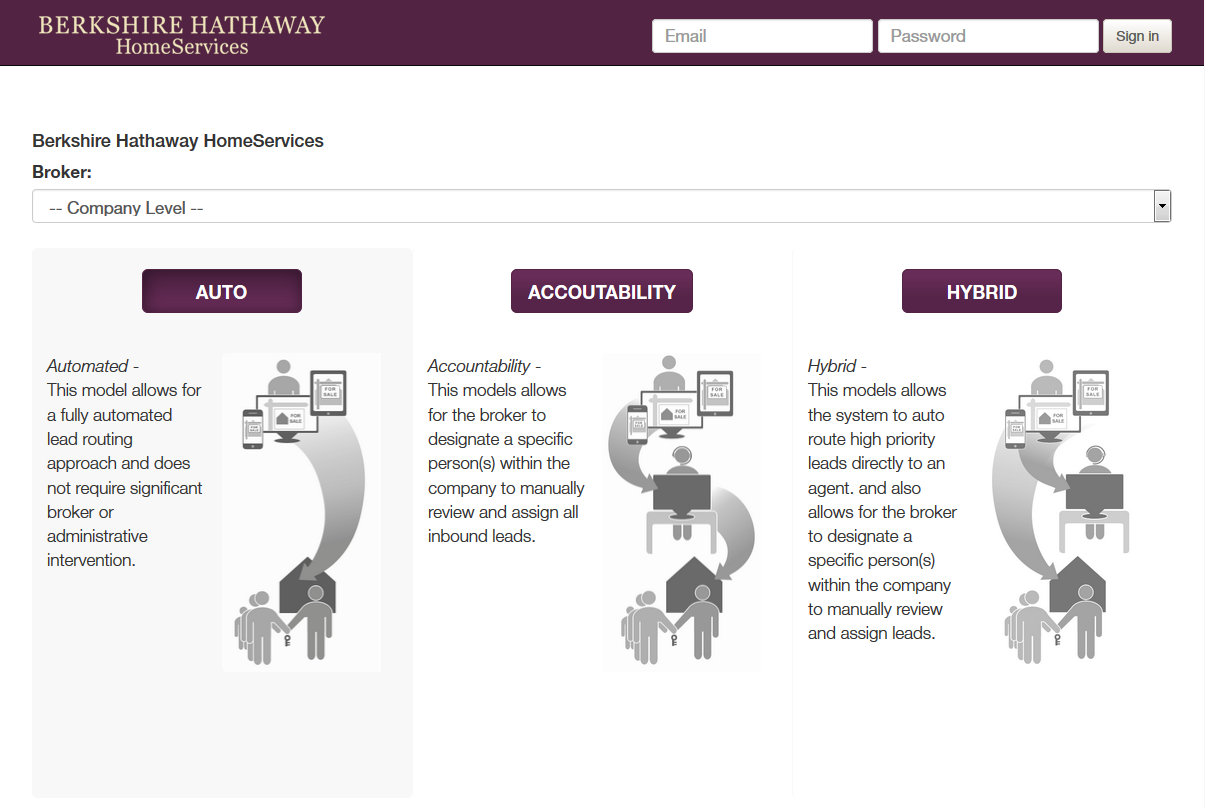 BERKSHIRE HATHAWAY
HomeServices
Email
Password
Sign in
Berkshire Hathaway HomeServices
Broker:
-- Company Level --
AUTO
Automated -
This model allows for
a fully automated
lead routing
approach and does
not require significant
broker or
administrative
intervention.
FOR
SALE
FOR
SALE
FOR
SALE
ACCOUTABILITY
Accountability -
This models allows
for the broker to
designate a specific
person(s) within the
company to manually
review and assign all
inbound leads.
FOR
SALE
FOR
SALE
FOR
SALE
HYBRID
Hybrid -
This models allows
the system to auto
route high priority
leads directly to an
agent. and also
allows for the broker
to designate a
specific person(s)
within the company
to manually review
and assign leads.
FOR
SALE
FOR
SALE
FOR
SALE